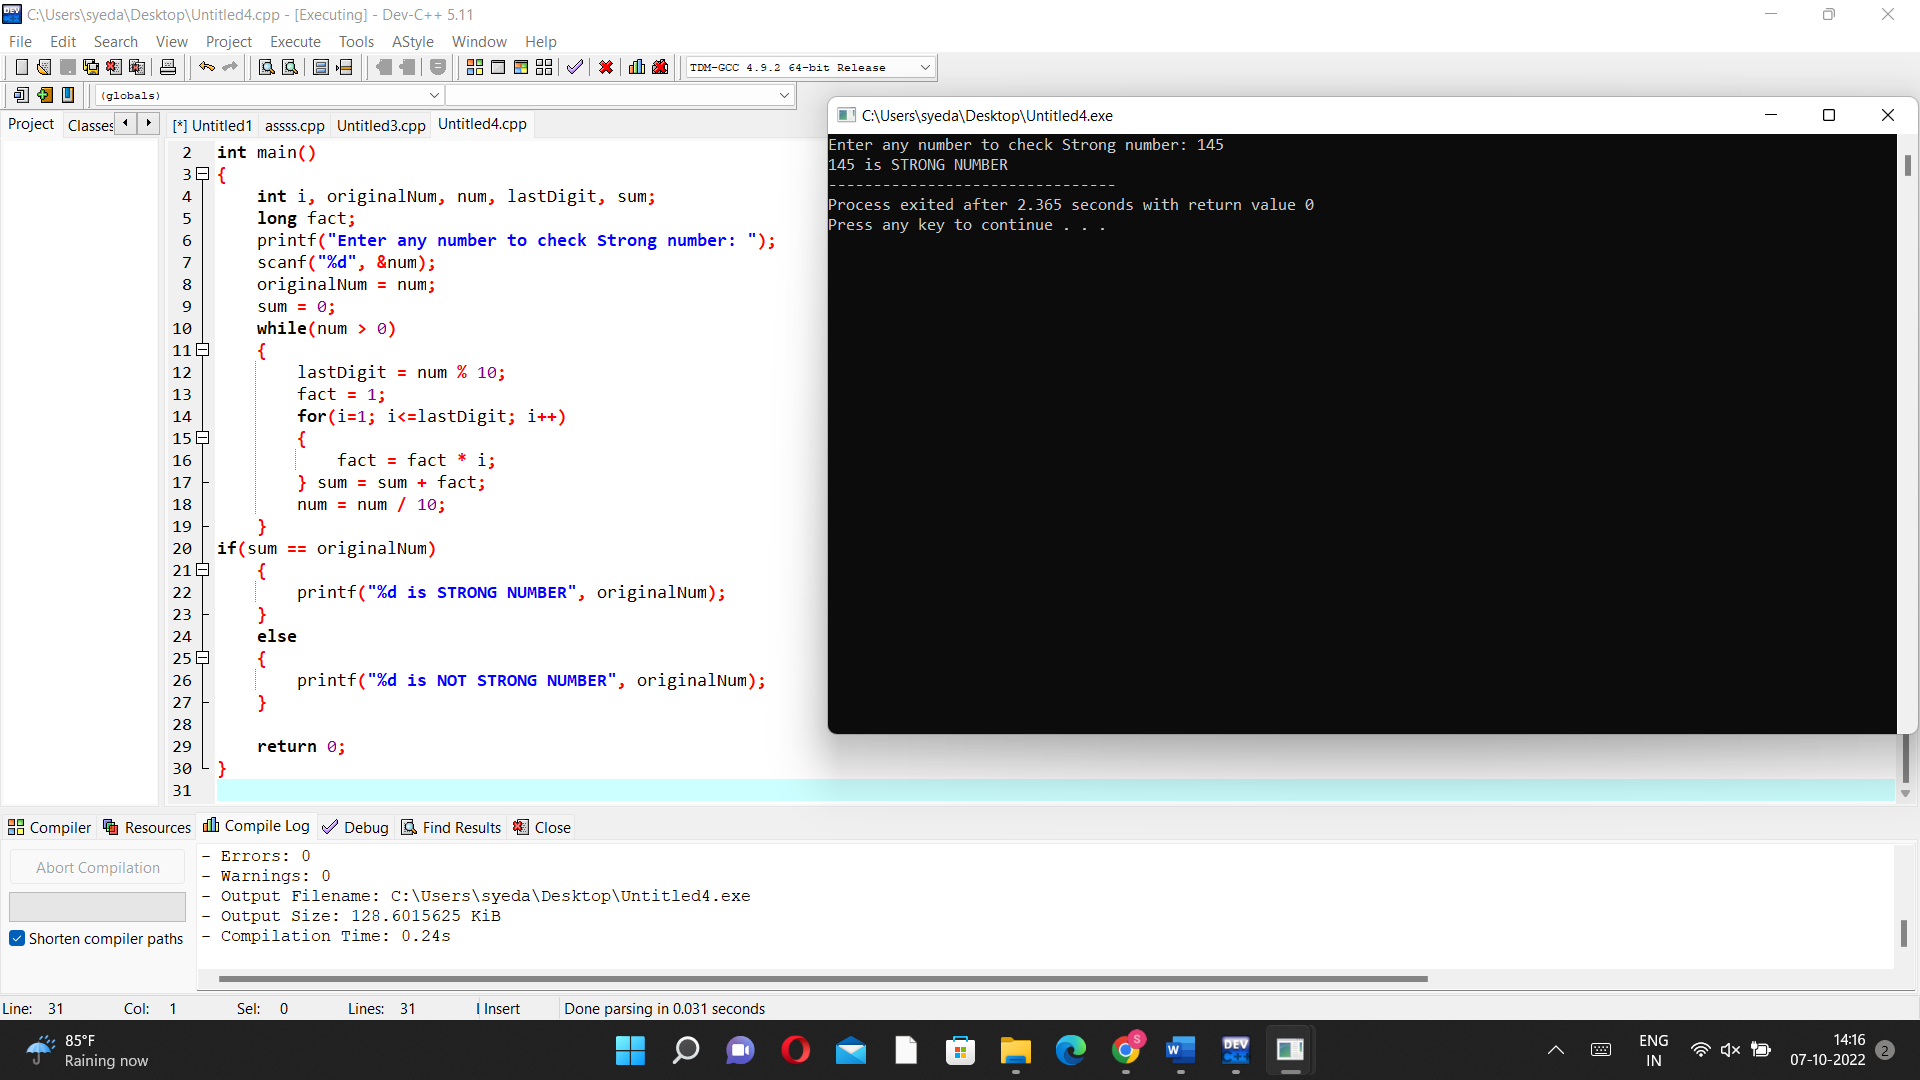 C:\Users\syeda\Desktop\Untitled4.cpp - [Executing] - Dev-C++ 5.11
File Edit Search View Project Execute Tools AStyle Window Help
TDM-GCC 4.9.2 64-bit Release
(globals)
Project Classes [*] Untitled1 assss.cpp Untitled3.cpp Untitled4.cpp
2 int main()
3 {
4 int i, originalNum, num, lastDigit, sum;
5 long fact;
6 printf("Enter any number to check Strong number: ");
7 scanf("%d", &num);
8 originalNum = num;
9 sum = 0;
10 while(num > 0)
11 {
12 lastDigit = num % 10;
13 fact = 1;
14 for(i=1; i<=lastDigit; i++)
15 {
16 fact = fact * i;
17 } sum = sum + fact;
18 num = num / 10;
19 }
20 if(sum == originalNum)
21 {
22 printf("%d is STRONG NUMBER", originalNum);
23 }
24 else
25 {
26 printf("%d is NOT STRONG NUMBER", originalNum);
27 }
28
29 return 0;
30 }
31
C:\Users\syeda\Desktop\Untitled4.exe
Enter any number to check Strong number: 145
145 is STRONG NUMBER
--------------------------------
Process exited after 2.365 seconds with return value 0
Press any key to continue . . .
Compiler Resources Compile Log Debug Find Results Close
Abort Compilation
Shorten compiler paths
- Errors: 0
- Warnings: 0
- Output Filename: C:\Users\syeda\Desktop\Untitled4.exe
- Output Size: 128.6015625 KiB
- Compilation Time: 0.24s
Line: 31 Col: 1 Sel: 0 Lines: 31 Insert Done parsing in 0.031 seconds
85°F
Raining now
S
W
DEV
C++
ENG
IN
14:16
07-10-2022
2